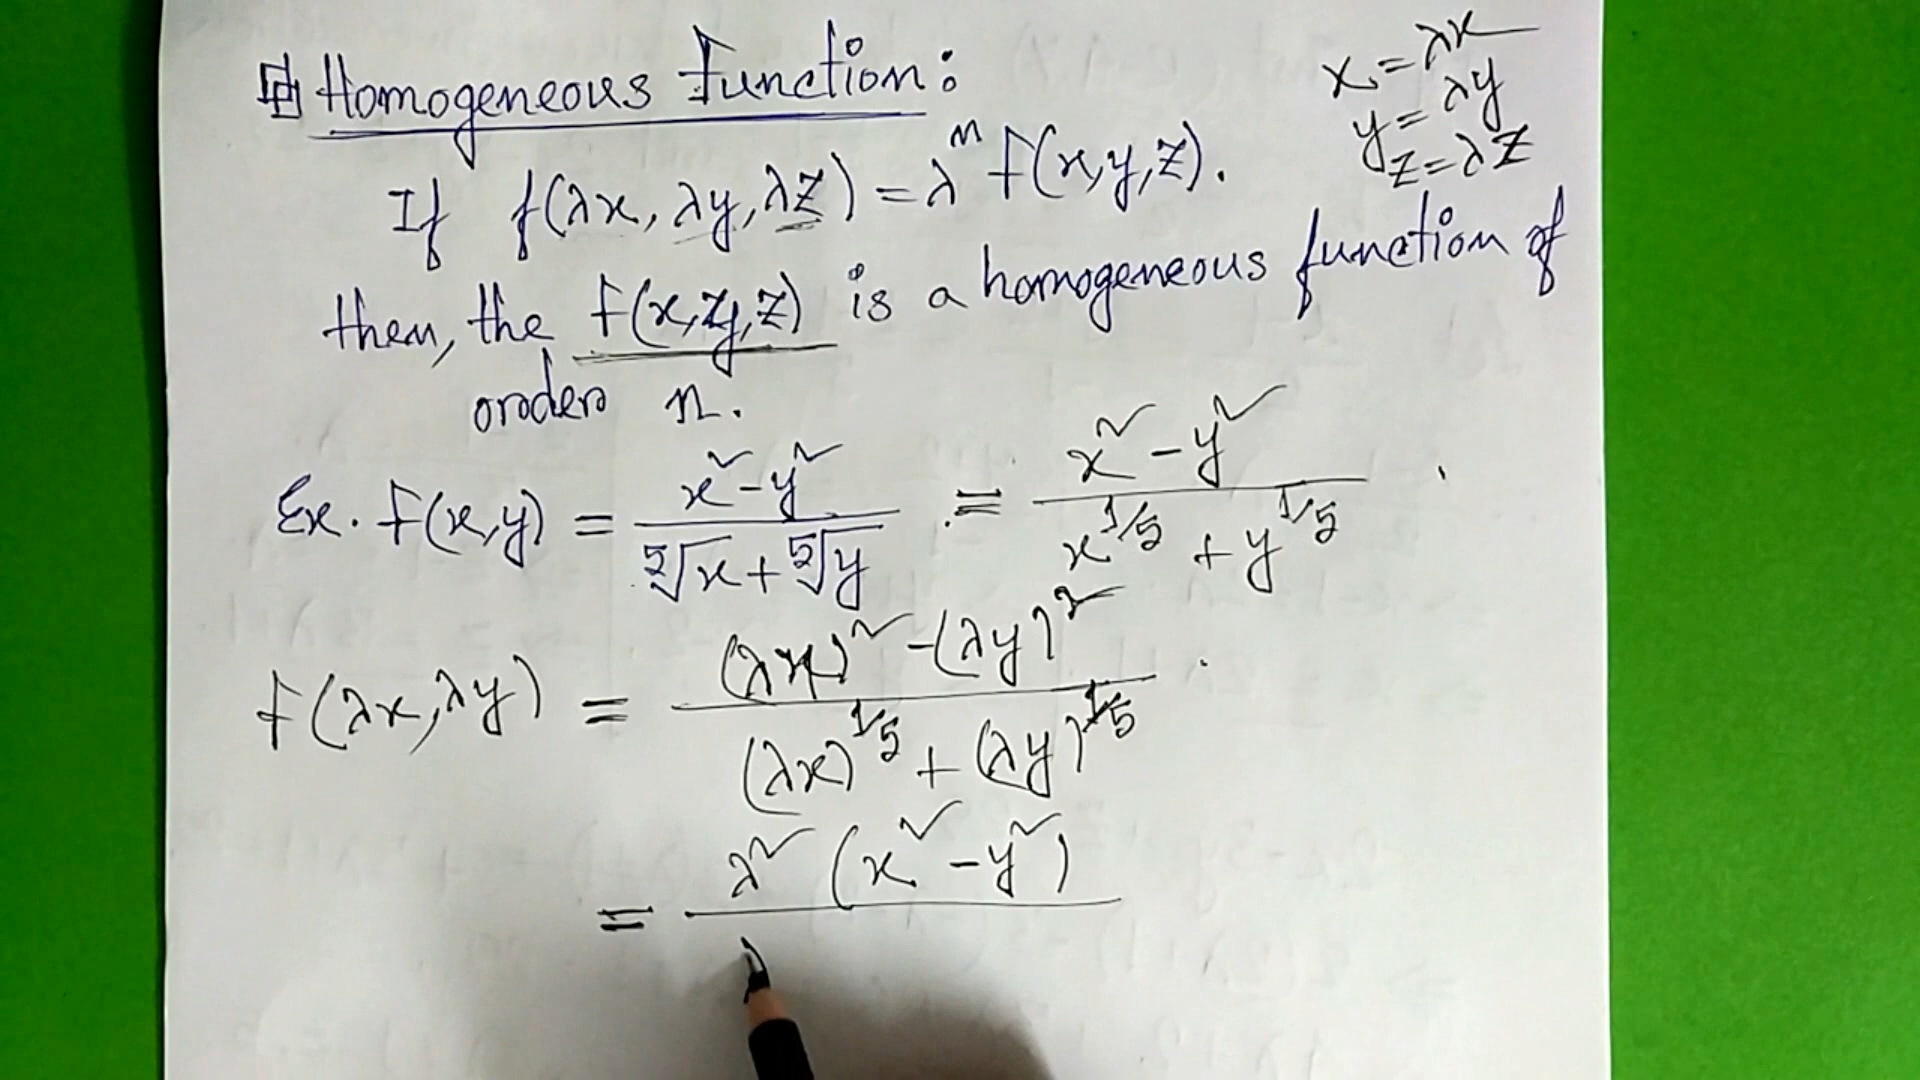 Homogeneous Function:
x = λx
y = λy
z = λz
If f(λx, λy, λz) = λⁿ f(x,y,z).
then, the f(x,y,z) is a homogeneous function of
order n.
Ex. f(x,y) = (x² - y²) / (⁵√x + ⁵√y) = (x² - y²) / (x^1/5 + y^1/5)
f(λx, λy) = ((λx)² - (λy)²) / ((λx)^1/5 + (λy)^1/5)
= λ² (x² - y²)